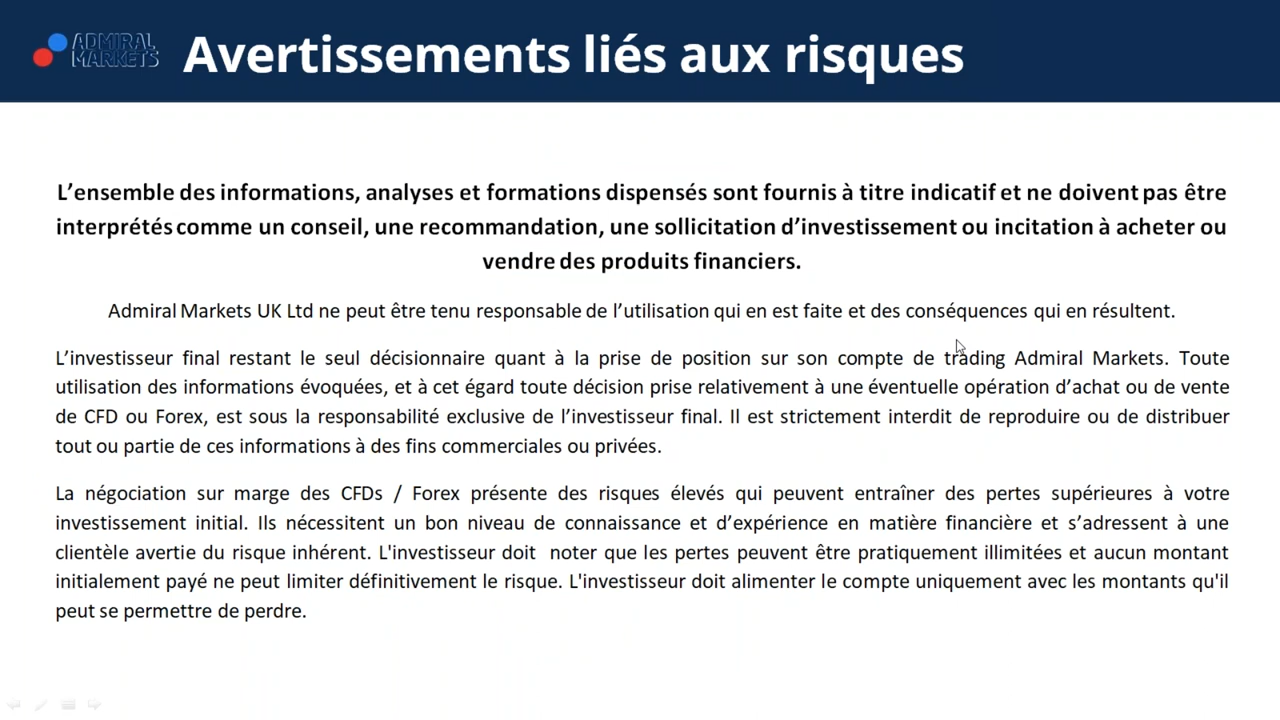 ADMIRAL
MARKETS
Avertissements liés aux risques
L’ensemble des informations, analyses et formations dispensés sont fournis à titre indicatif et ne doivent pas être
interprétés comme un conseil, une recommandation, une sollicitation d’investissement ou incitation à acheter ou
vendre des produits financiers.
Admiral Markets UK Ltd ne peut être tenu responsable de l’utilisation qui en est faite et des conséquences qui en résultent.
L’investisseur final restant le seul décisionnaire quant à la prise de position sur son compte de trading Admiral Markets. Toute
utilisation des informations évoquées, et à cet égard toute décision prise relativement à une éventuelle opération d’achat ou de vente
de CFD ou Forex, est sous la responsabilité exclusive de l’investisseur final. Il est strictement interdit de reproduire ou de distribuer
tout ou partie de ces informations à des fins commerciales ou privées.
La négociation sur marge des CFDs / Forex présente des risques élevés qui peuvent entraîner des pertes supérieures à votre
investissement initial. Ils nécessitent un bon niveau de connaissance et d’expérience en matière financière et s’adressent à une
clientèle avertie du risque inhérent. L'investisseur doit noter que les pertes peuvent être pratiquement illimitées et aucun montant
initialement payé ne peut limiter définitivement le risque. L'investisseur doit alimenter le compte uniquement avec les montants qu'il
peut se permettre de perdre.